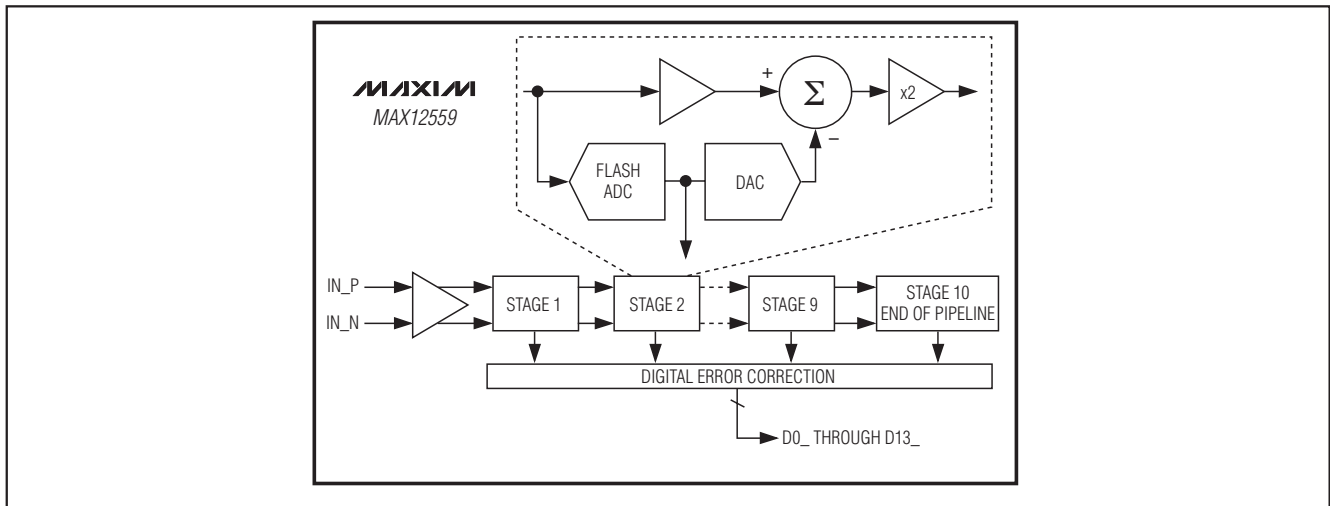 MAXIM
MAX12559
+
Σ
x2
−
FLASH
ADC
DAC
IN_P
IN_N
STAGE 1
STAGE 2
STAGE 9
STAGE 10
END OF PIPELINE
DIGITAL ERROR CORRECTION
D0_ THROUGH D13_